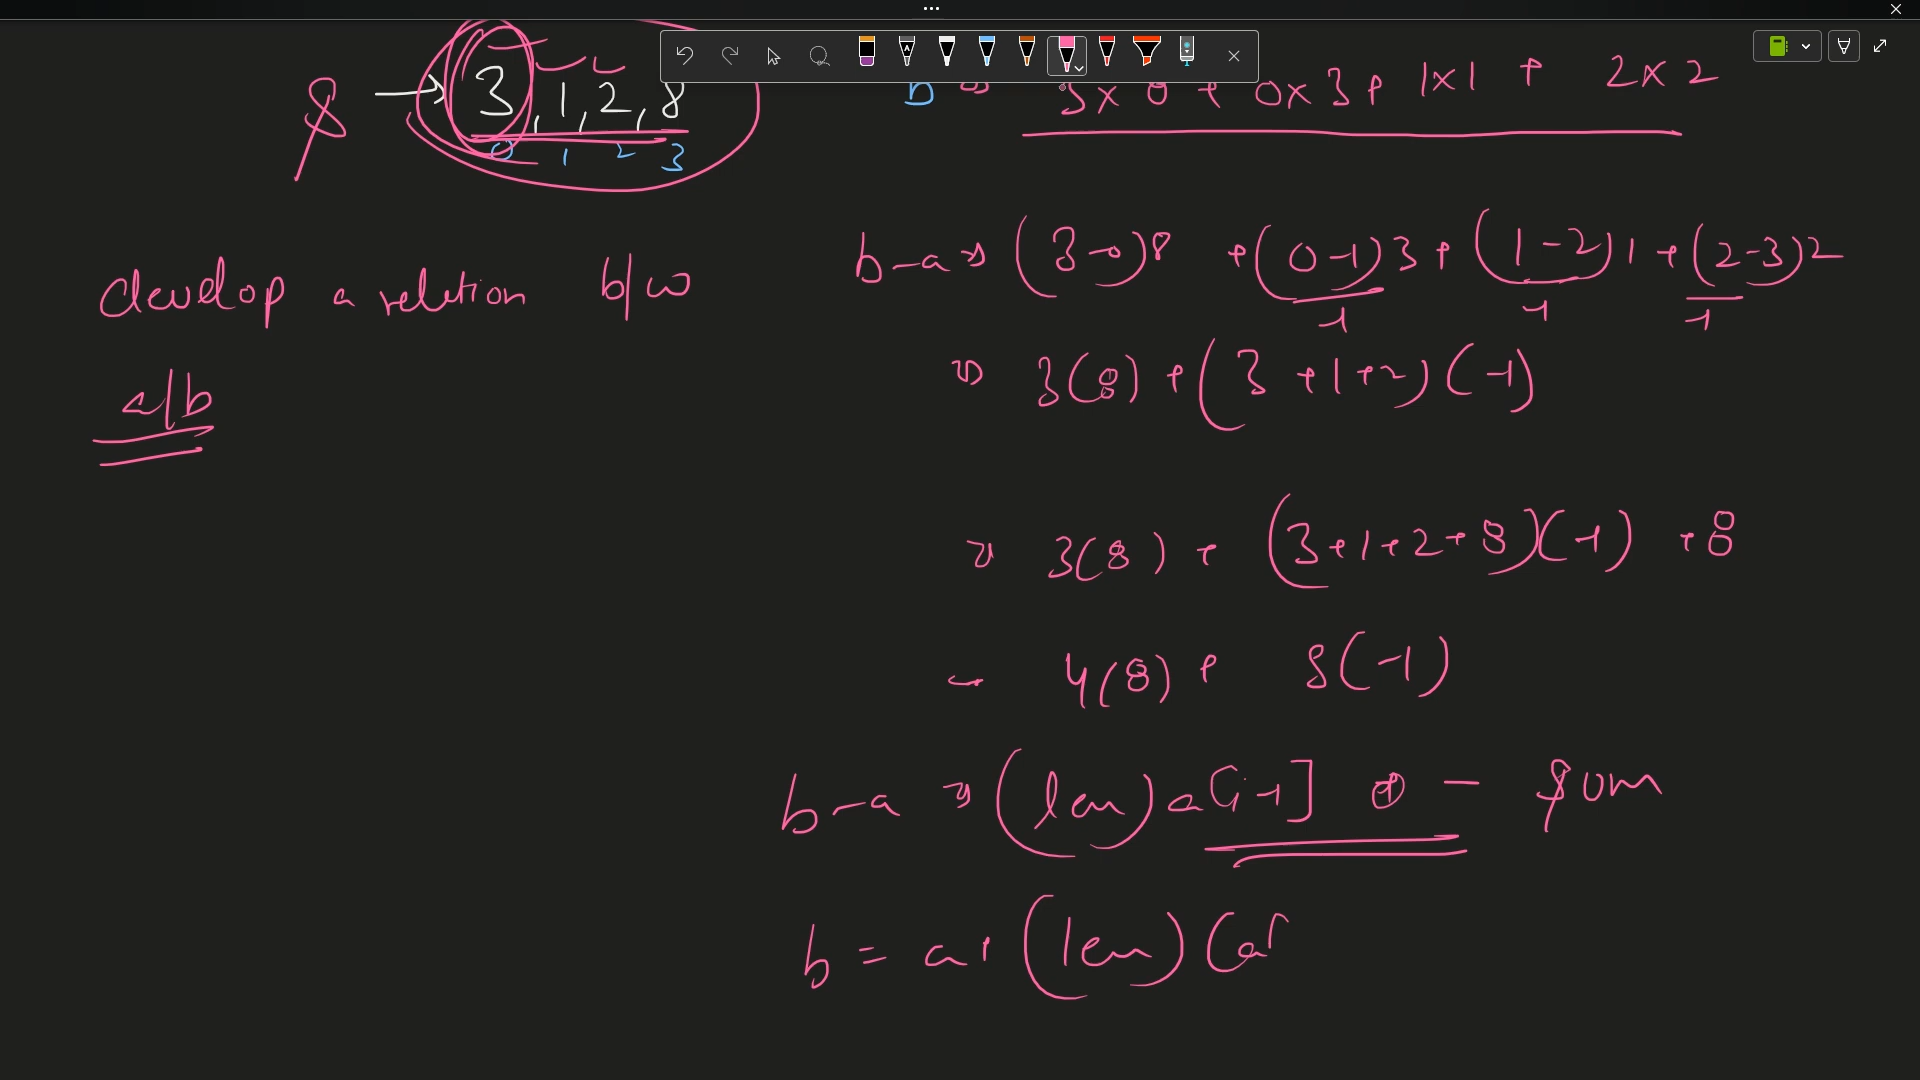 8 → 3, 1, 2, 8
0 1 2 3
b ⇒ 3x0 + 0x3 + 1x1 + 2x2
develop a relation b/w
a/b
b-a ⇒ (3-0)8 + (0-1)3 + (1-2)1 + (2-3)2
-1 -1 -1
⇒ 3(8) + (3+1+2)(-1)
⇒ 3(8) + (3+1+2+8)(-1) + 8
4(8) + 8(-1)
b-a ⇒ (len)a[i-1] - sum
b = a + (len)(a[